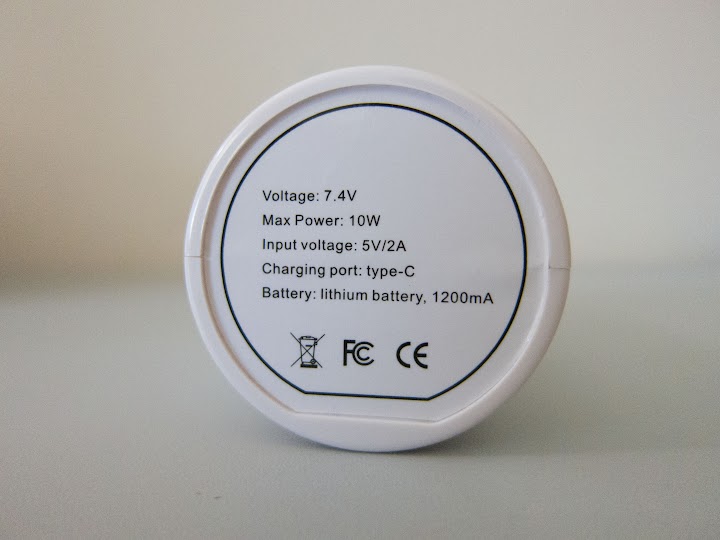 Voltage: 7.4V
Max Power: 10W
Input voltage: 5V/2A
Charging port: type-C
Battery: lithium battery, 1200mA
FC CE